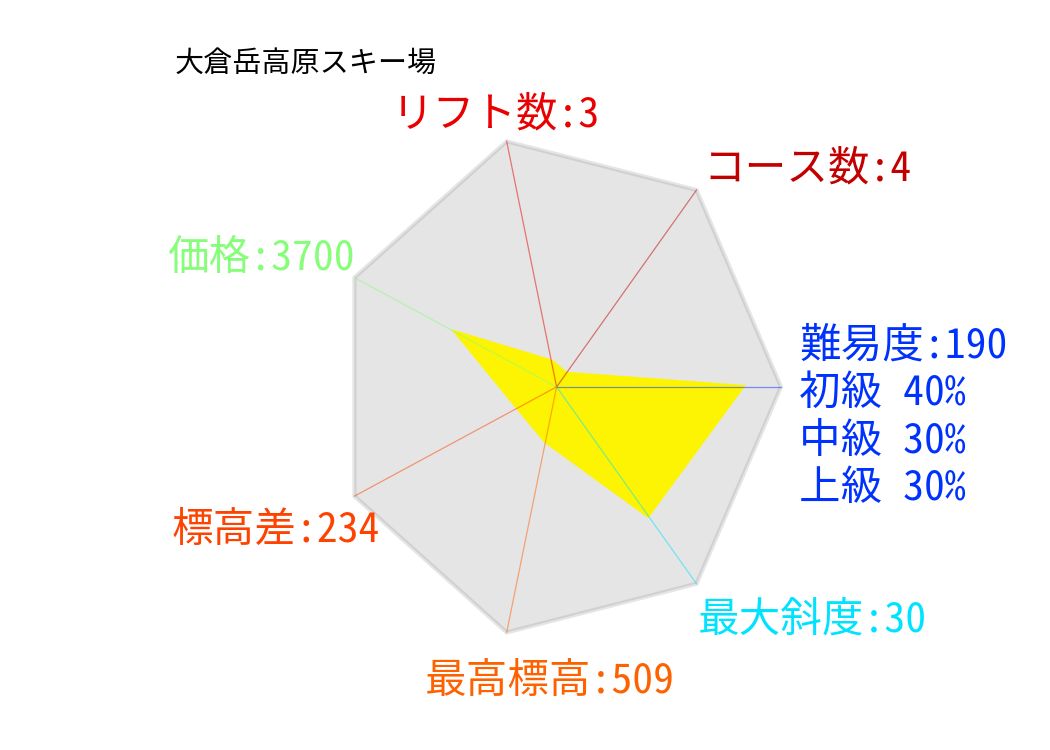 大倉岳高原スキー場
リフト数:3
コース数:4
価格:3700
難易度:190
初級 40%
中級 30%
上級 30%
標高差:234
最大斜度:30
最高標高:509